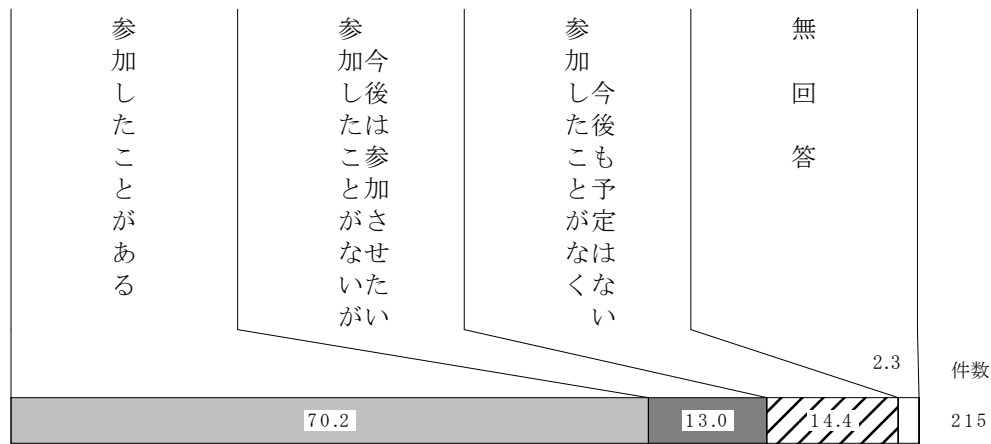 参加したことがある
参加したことがないが
今後は参加させたい
参加したことがなく
今後も予定はない
無回答
2.3
件数
70.2
13.0
14.4
215